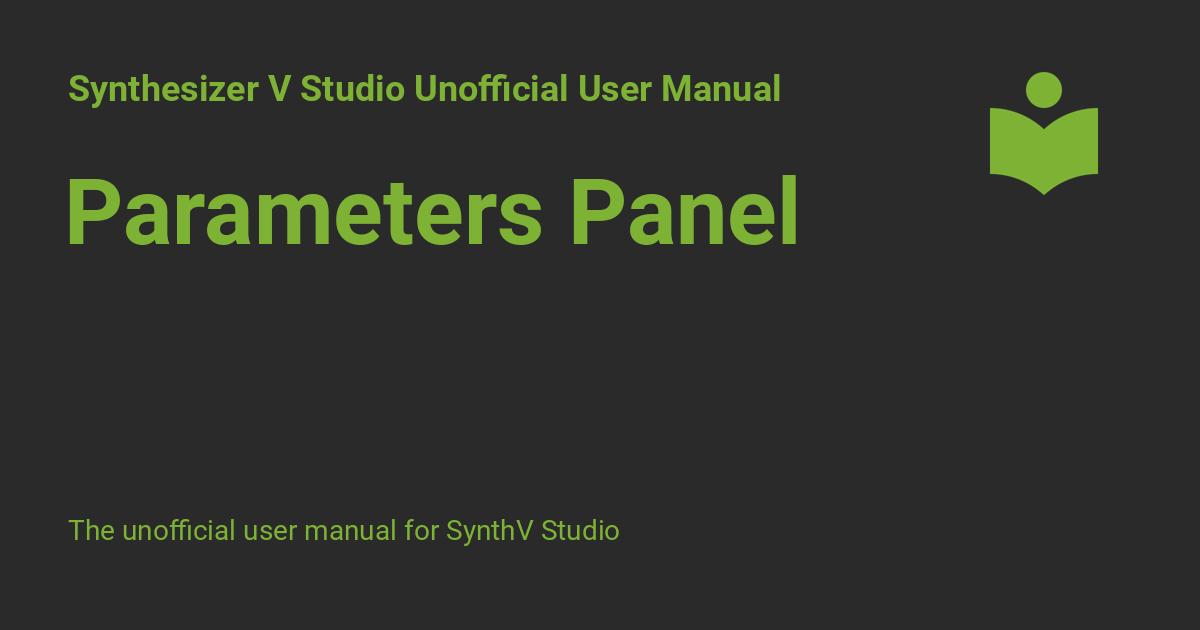 Synthesizer V Studio Unofficial User Manual
Parameters Panel
The unofficial user manual for SynthV Studio